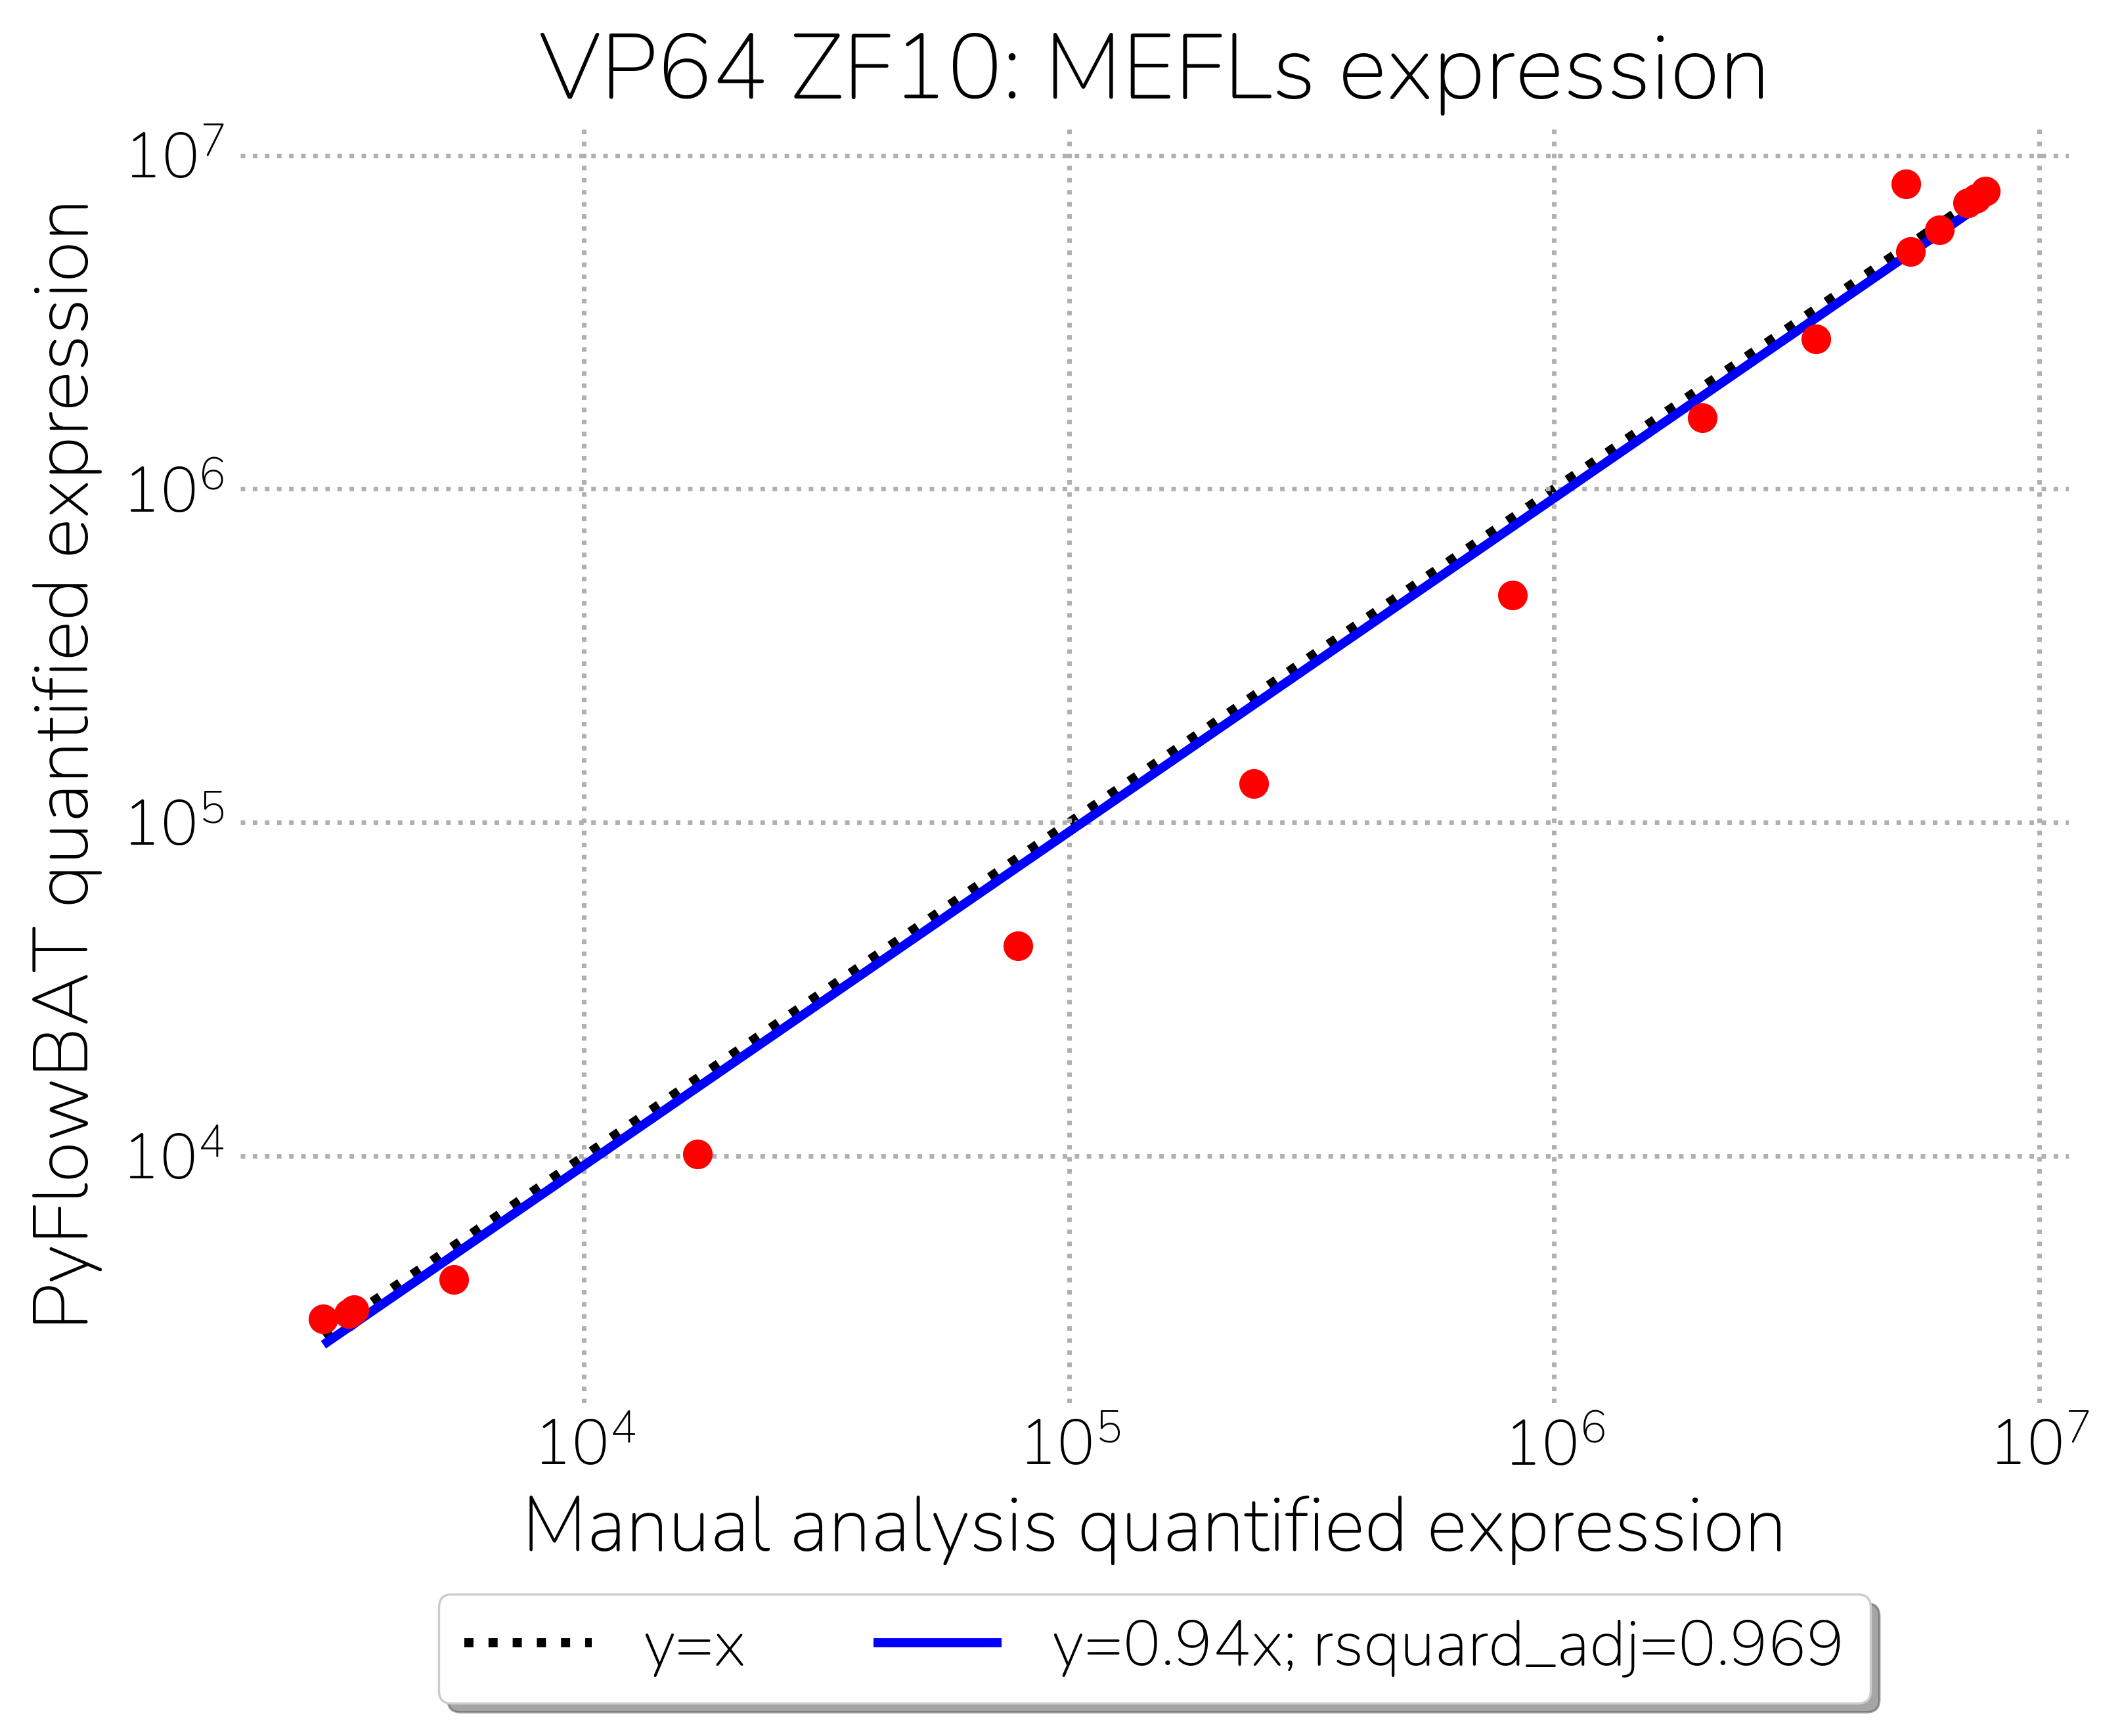 VP64 ZF10: MEFLs expression
PyFlowBAT quantified expression
10^7
10^6
10^5
10^4
10^4 10^5 10^6 10^7
Manual analysis quantified expression
y=x y=0.94x; rsquard_adj=0.969